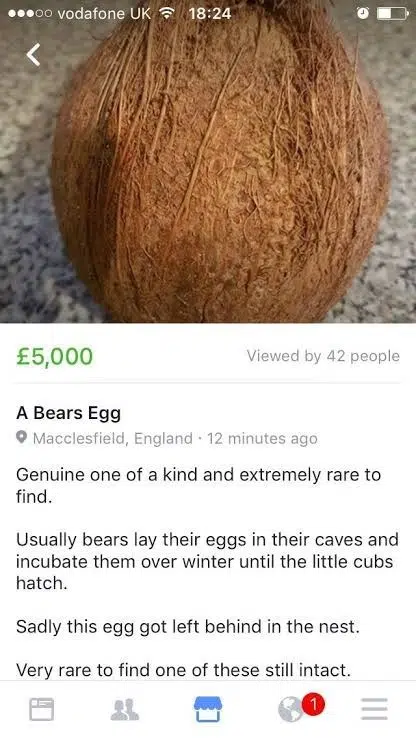 vodafone UK 18:24
£5,000 Viewed by 42 people
A Bears Egg
Macclesfield, England · 12 minutes ago
Genuine one of a kind and extremely rare to
find.
Usually bears lay their eggs in their caves and
incubate them over winter until the little cubs
hatch.
Sadly this egg got left behind in the nest.
Very rare to find one of these still intact.
1